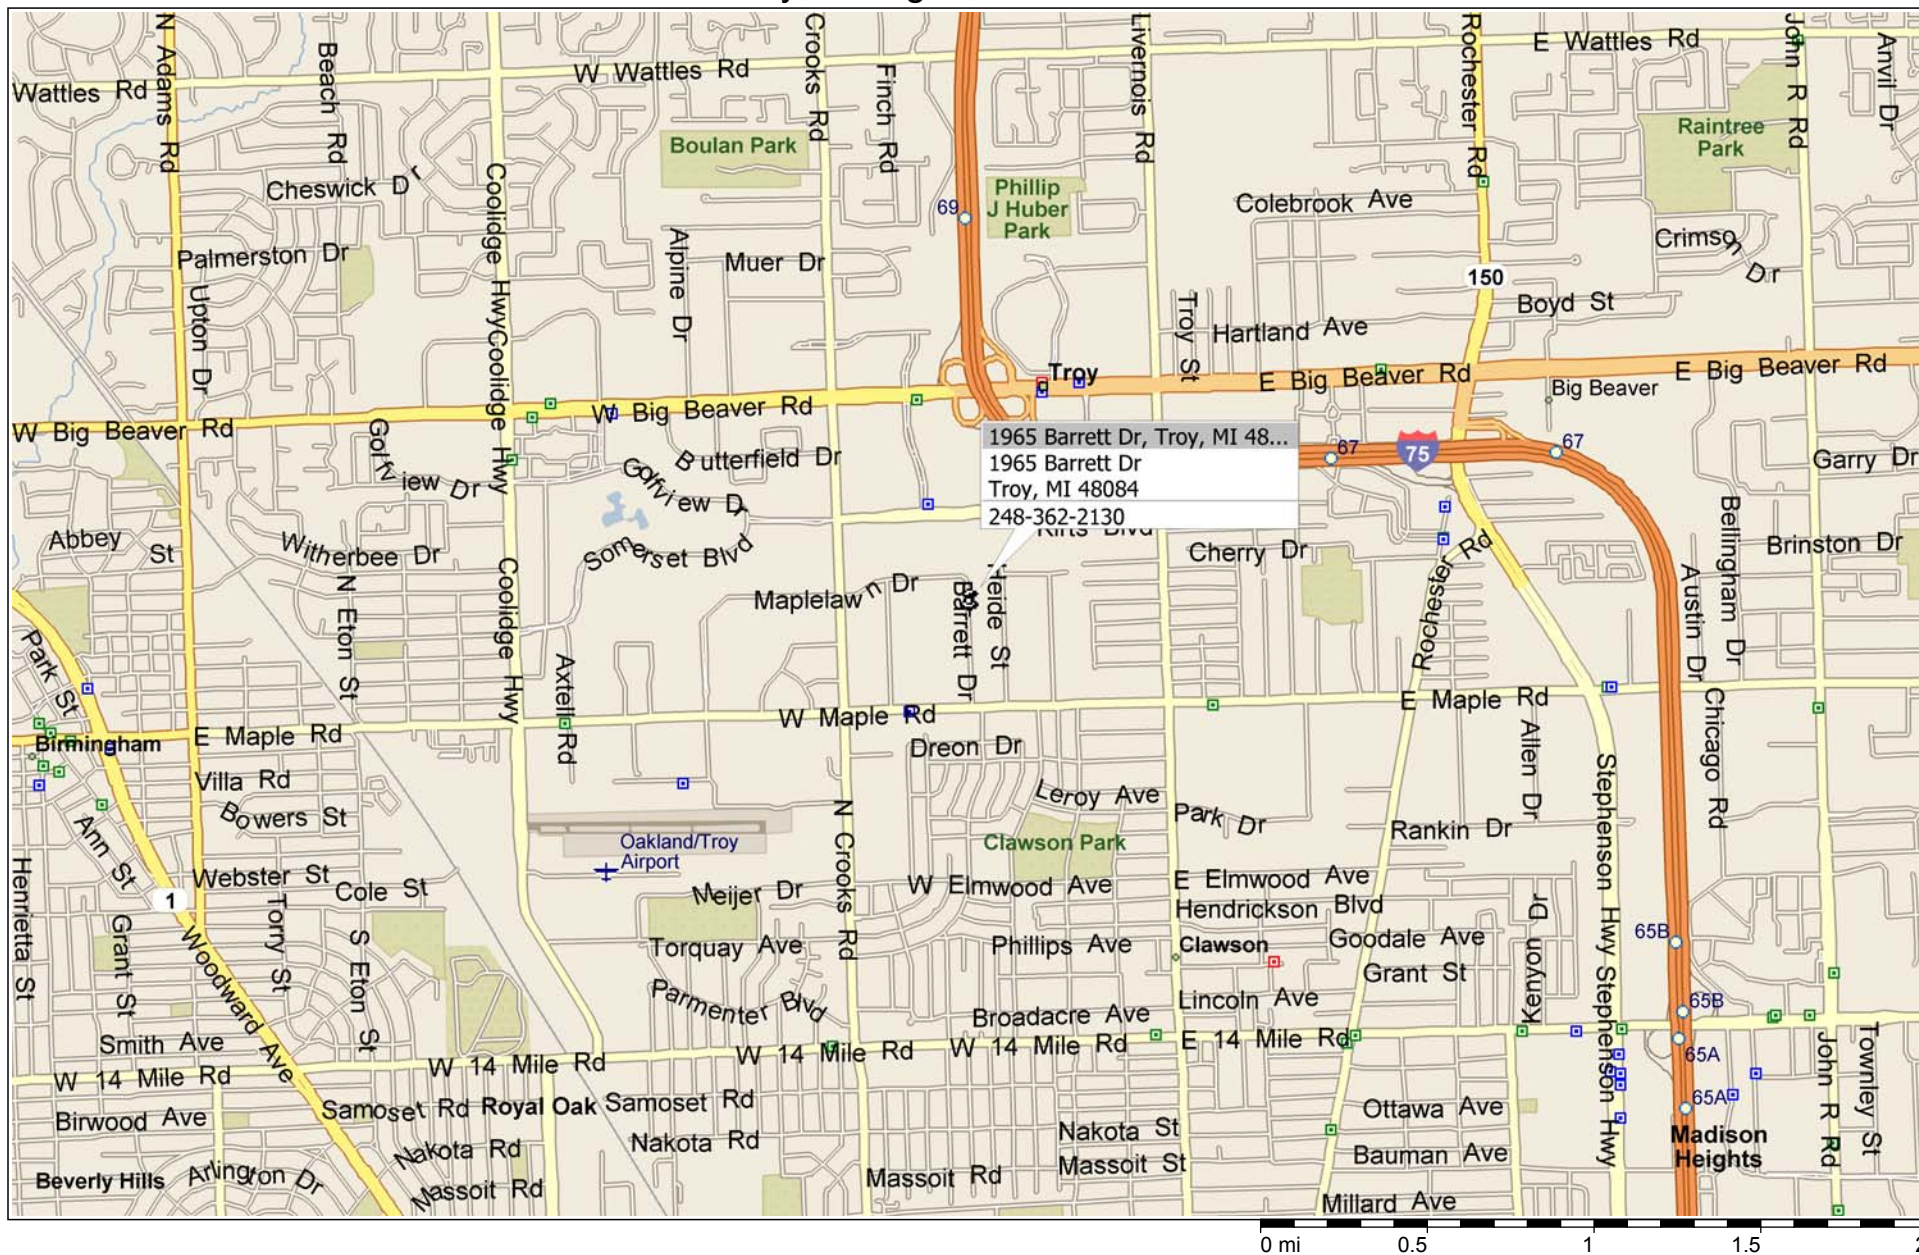 E Wattles Rd
W Wattles Rd
Wattles Rd
N Adams Rd
Beach Rd
Crooks Rd
Finch Rd
Livernois Rd
Rochester Rd
John R Rd
Anvil Dr
Boulan Park
Raintree
Park
Cheswick Dr
Coolidge Hwy
Coolidge Hwy
Phillip
J Huber
Park
69
Colebrook Ave
Crimson Dr
Palmerston Dr
Upton Dr
Alpine Dr
Muer Dr
150
Boyd St
Troy St
Hartland Ave
Troy
E Big Beaver Rd
E Big Beaver Rd
Big Beaver
W Big Beaver Rd
W Big Beaver Rd
Golfview Dr
Butterfield Dr
Golfview Dr
1965 Barrett Dr, Troy, MI 48...
1965 Barrett Dr
Troy, MI 48084
248-362-2130
67
75
67
Garry Dr
Kirts Blvd
Abbey St
Witherbee Dr
Somerset Blvd
Cherry Dr
Rochester Rd
Bellingham Dr
Brinston Dr
N Eton St
Coolidge Hwy
Maplelawn Dr
Barrett Dr
Heide St
Austin Dr
Park St
Axtell Rd
W Maple Rd
E Maple Rd
Chicago Rd
Birmingham
E Maple Rd
Dreon Dr
Allen Dr
Stephenson Hwy
Villa Rd
Bowers St
Leroy Ave
Park Dr
Rankin Dr
Ann St
Oakland/Troy
Airport
N Crooks Rd
Clawson Park
Henrietta St
Webster St
Cole St
1
Meijer Dr
W Elmwood Ave
E Elmwood Ave
Hendrickson Blvd
Kenyon Dr
Grant St
Torry St
S Eton St
Woodward Ave
Torquay Ave
Phillips Ave
Clawson
Goodale Ave
65B
Grant St
Parmenter Blvd
Lincoln Ave
65B
Broadacre Ave
Smith Ave
W 14 Mile Rd
W 14 Mile Rd
W 14 Mile Rd
W 14 Mile Rd
E 14 Mile Rd
Stephenson Hwy
65A
John R Rd
Townley St
65A
Birwood Ave
Samoset Rd
Royal Oak
Samoset Rd
Ottawa Ave
Nakota Rd
Nakota Rd
Nakota St
Madison
Heights
Bauman Ave
Beverly Hills
Arlington Dr
Massoit Rd
Massoit Rd
Massoit St
Millard Ave
0 mi 0.5 1 1.5